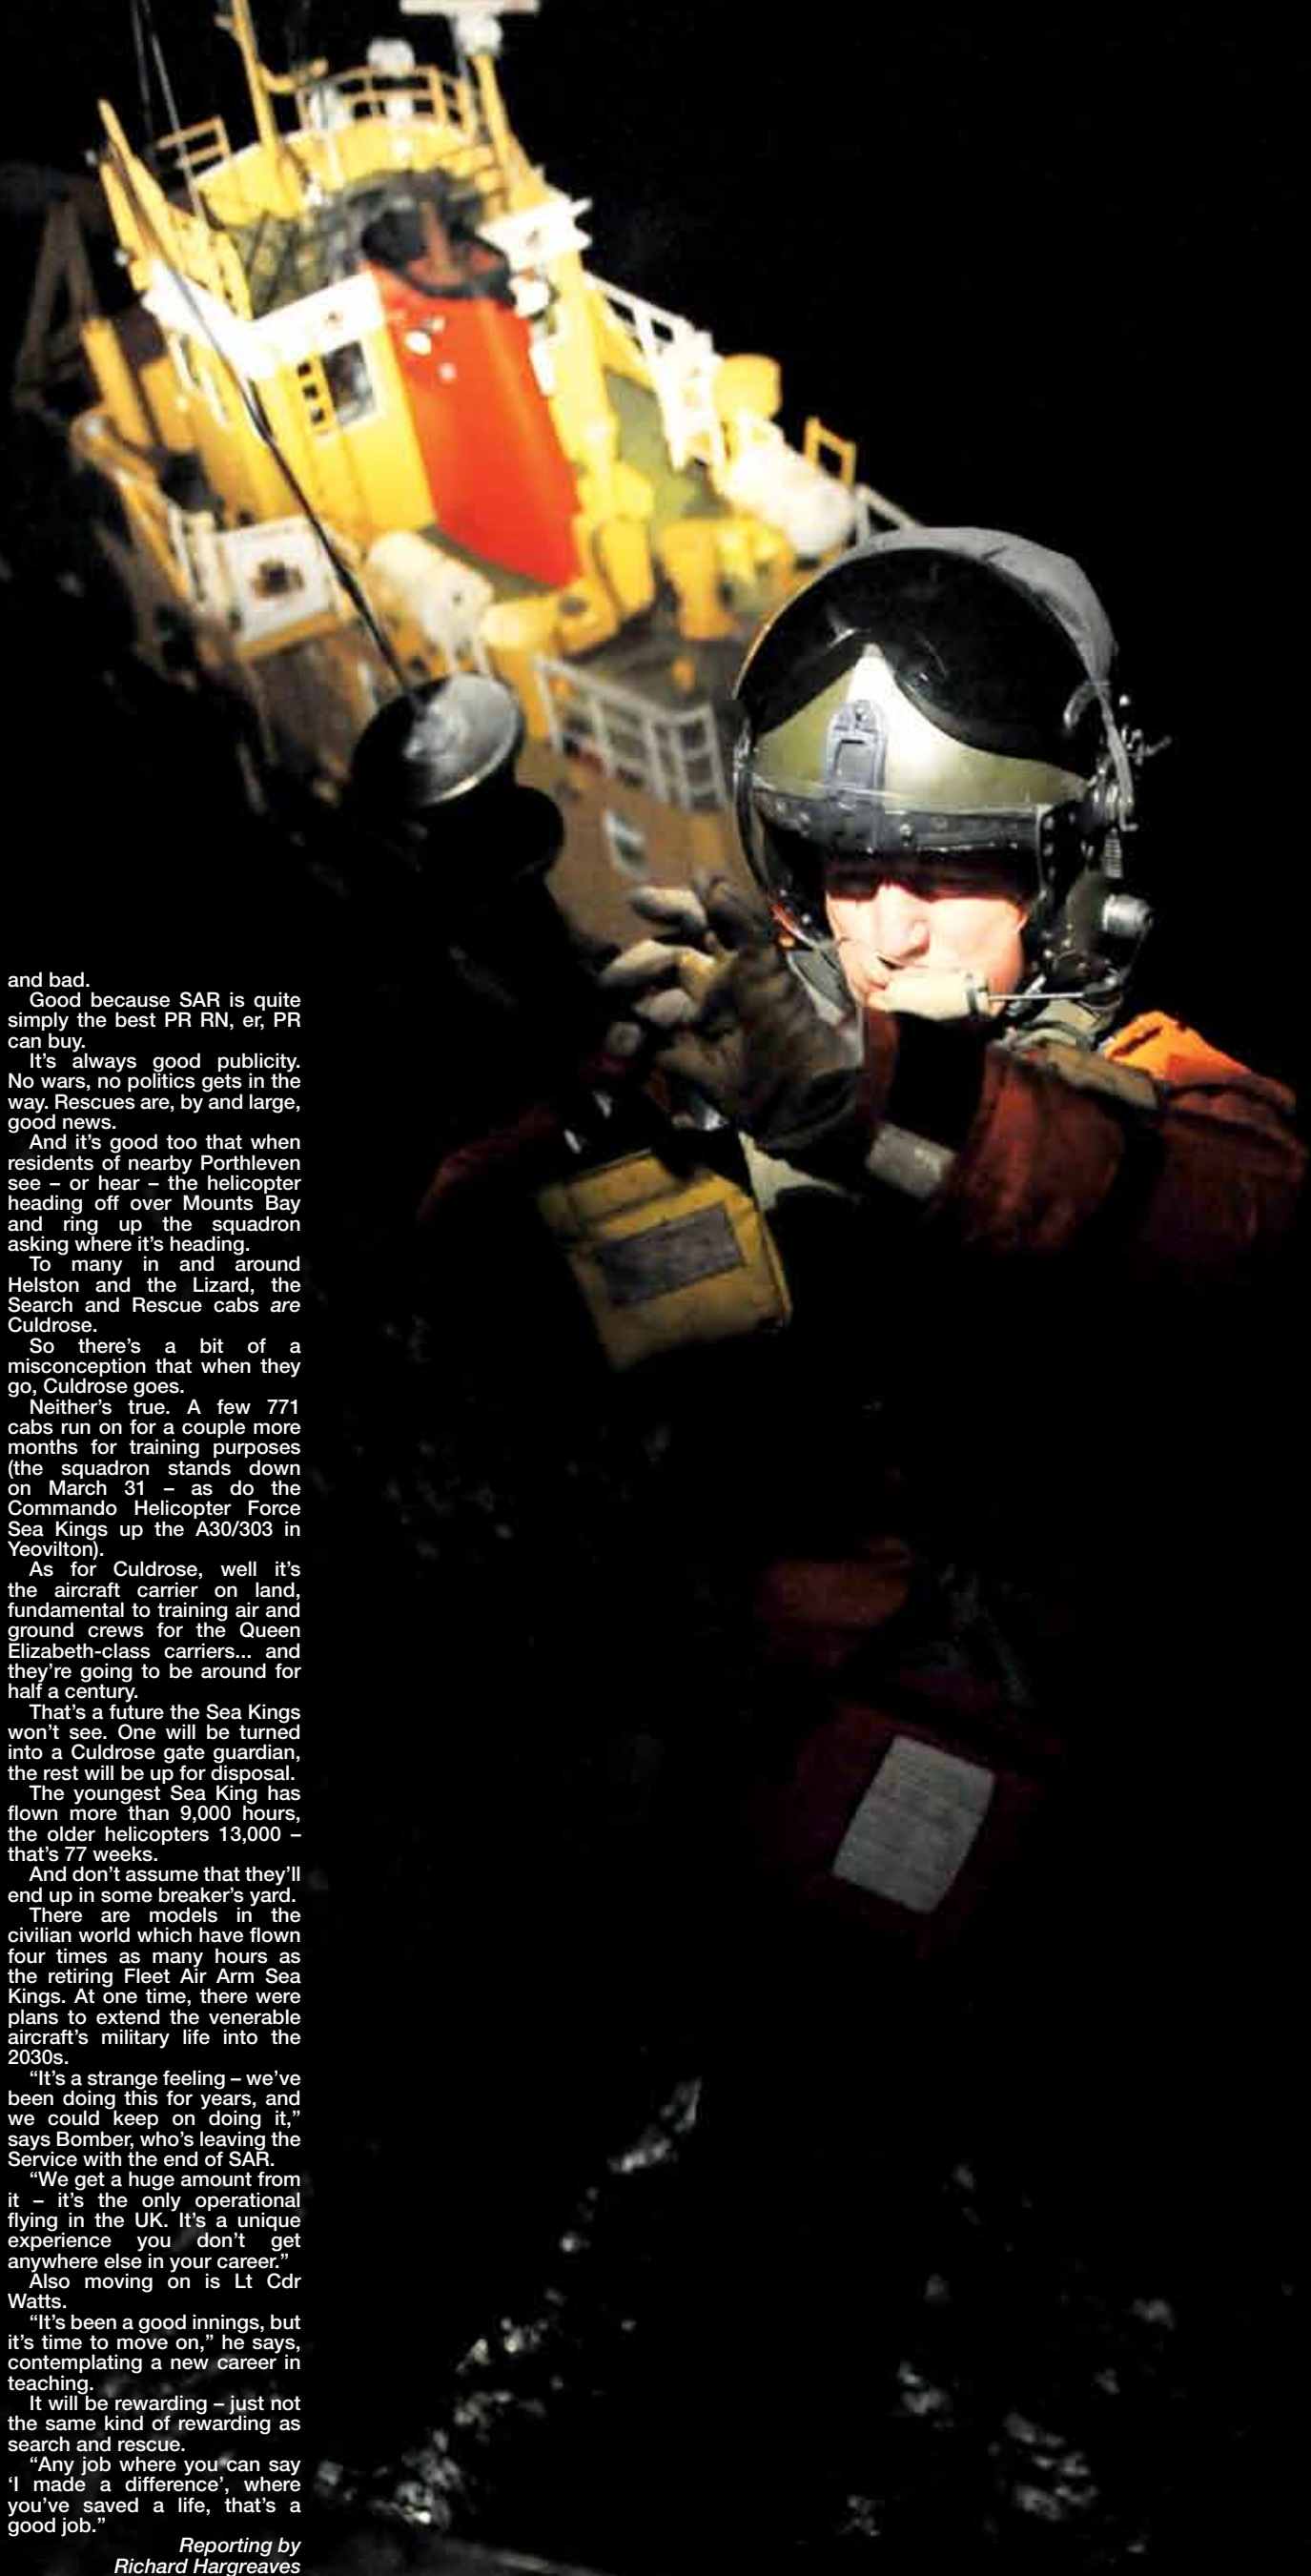 and bad.
Good because SAR is quite
simply the best PR RN, er, PR
can buy.
It’s always good publicity.
No wars, no politics gets in the
way. Rescues are, by and large,
good news.
And it’s good too that when
residents of nearby Porthleven
see – or hear – the helicopter
heading off over Mounts Bay
and ring up the squadron
asking where it’s heading.
To many in and around
Helston and the Lizard, the
Search and Rescue cabs are
Culdrose.
So there’s a bit of a
misconception that when they
go, Culdrose goes.
Neither’s true. A few 771
cabs run on for a couple more
months for training purposes
(the squadron stands down
on March 31 – as do the
Commando Helicopter Force
Sea Kings up the A30/303 in
Yeovilton).
As for Culdrose, well it’s
the aircraft carrier on land,
fundamental to training air and
ground crews for the Queen
Elizabeth-class carriers... and
they’re going to be around for
half a century.
That’s a future the Sea Kings
won’t see. One will be turned
into a Culdrose gate guardian,
the rest will be up for disposal.
The youngest Sea King has
flown more than 9,000 hours,
the older helicopters 13,000 –
that’s 77 weeks.
And don’t assume that they’ll
end up in some breaker’s yard.
There are models in the
civilian world which have flown
four times as many hours as
the retiring Fleet Air Arm Sea
Kings. At one time, there were
plans to extend the venerable
aircraft’s military life into the
2030s.
“It’s a strange feeling – we’ve
been doing this for years, and
we could keep on doing it,”
says Bomber, who’s leaving the
Service with the end of SAR.
“We get a huge amount from
it – it’s the only operational
flying in the UK. It’s a unique
experience you don’t get
anywhere else in your career.”
Also moving on is Lt Cdr
Watts.
“It’s been a good innings, but
it’s time to move on,” he says,
contemplating a new career in
teaching.
It will be rewarding – just not
the same kind of rewarding as
search and rescue.
“Any job where you can say
‘I made a difference’, where
you’ve saved a life, that’s a
good job.”
Reporting by
Richard Hargreaves